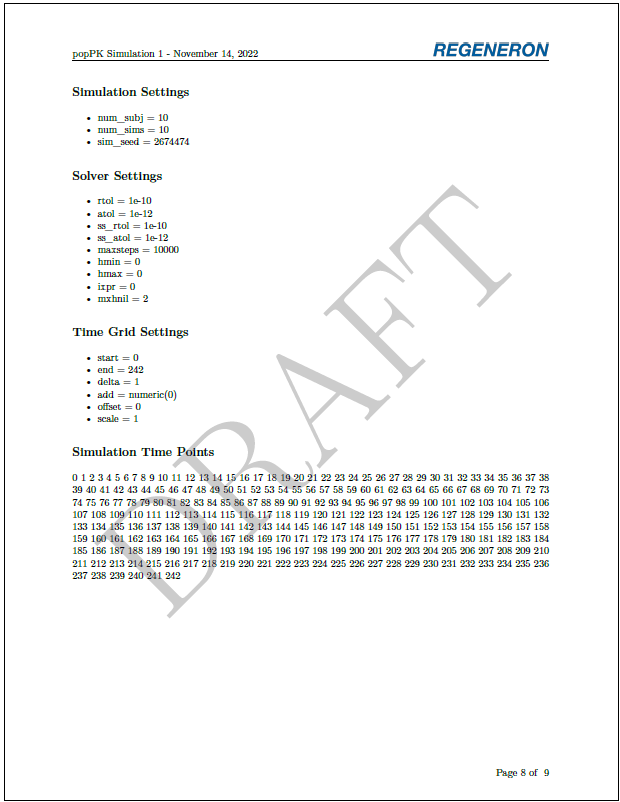 popPK Simulation 1 - November 14, 2022
REGENERON
Simulation Settings
• num_subj = 10
• num_sims = 10
• sim_seed = 2674474
Solver Settings
• rtol = 1e-10
• atol = 1e-12
• ss_rtol = 1e-10
• ss_atol = 1e-12
• maxsteps = 10000
• hmin = 0
• hmax = 0
• ixpr = 0
• mxhnil = 2
Time Grid Settings
• start = 0
• end = 242
• delta = 1
• add = numeric(0)
• offset = 0
• scale = 1
Simulation Time Points
0 1 2 3 4 5 6 7 8 9 10 11 12 13 14 15 16 17 18 19 20 21 22 23 24 25 26 27 28 29 30 31 32 33 34 35 36 37 38
39 40 41 42 43 44 45 46 47 48 49 50 51 52 53 54 55 56 57 58 59 60 61 62 63 64 65 66 67 68 69 70 71 72 73
74 75 76 77 78 79 80 81 82 83 84 85 86 87 88 89 90 91 92 93 94 95 96 97 98 99 100 101 102 103 104 105 106
107 108 109 110 111 112 113 114 115 116 117 118 119 120 121 122 123 124 125 126 127 128 129 130 131 132
133 134 135 136 137 138 139 140 141 142 143 144 145 146 147 148 149 150 151 152 153 154 155 156 157 158
159 160 161 162 163 164 165 166 167 168 169 170 171 172 173 174 175 176 177 178 179 180 181 182 183 184
185 186 187 188 189 190 191 192 193 194 195 196 197 198 199 200 201 202 203 204 205 206 207 208 209 210
211 212 213 214 215 216 217 218 219 220 221 222 223 224 225 226 227 228 229 230 231 232 233 234 235 236
237 238 239 240 241 242
DRAFT
Page 8 of 9